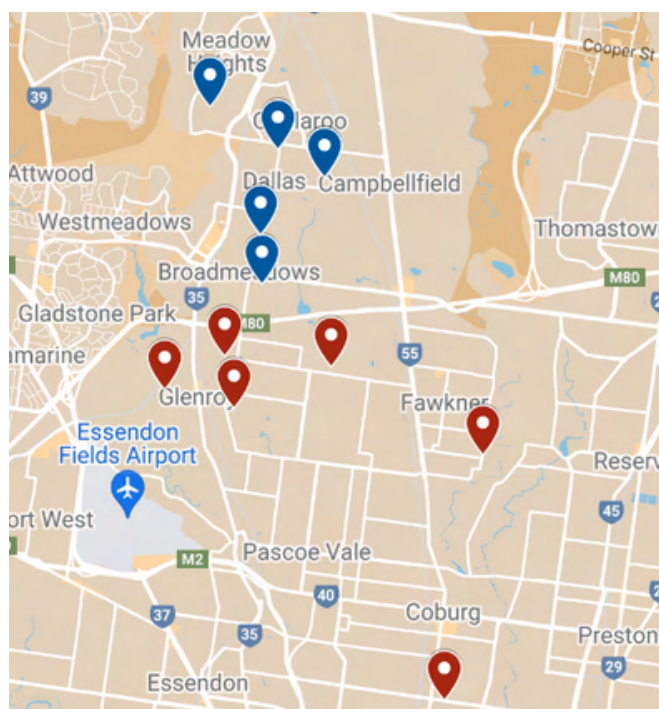 Meadow
Heights
Cooper St
39
Attwood
Dallas
Campbellfield
Westmeadows
Thomastow
Broadmeadows
M80
35
Gladstone Park
M80
amarine
55
Glenroy
Fawkner
Essendon
Fields Airport
Reserv
45
ort West
M2
Pascoe Vale
40
Coburg
37
35
Preston
29
Essendon